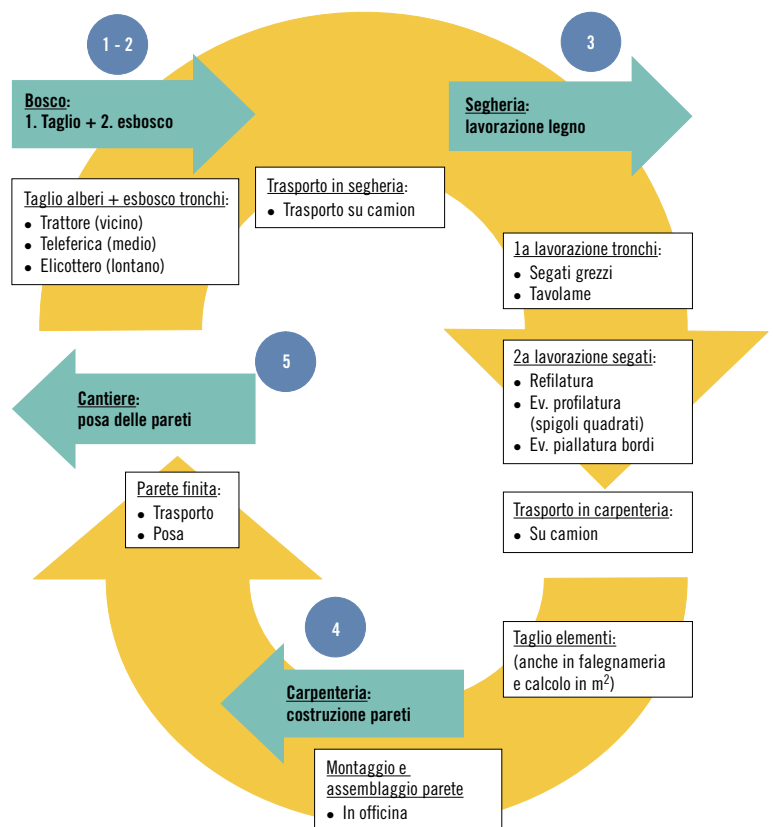 1 - 2
Bosco:
1. Taglio + 2. esbosco
Taglio alberi + esbosco tronchi:
• Trattore (vicino)
• Teleferica (medio)
• Elicottero (lontano)
Trasporto in segheria:
• Trasporto su camion
3
Segheria:
lavorazione legno
1a lavorazione tronchi:
• Segati grezzi
• Tavolame
2a lavorazione segati:
• Refilatura
• Ev. profilatura
(spigoli quadrati)
• Ev. piallatura bordi
Trasporto in carpenteria:
• Su camion
Taglio elementi:
(anche in falegnameria
e calcolo in m²)
4
Carpenteria:
costruzione pareti
Montaggio e
assemblaggio parete
• In officina
5
Cantiere:
posa delle pareti
Parete finita:
• Trasporto
• Posa